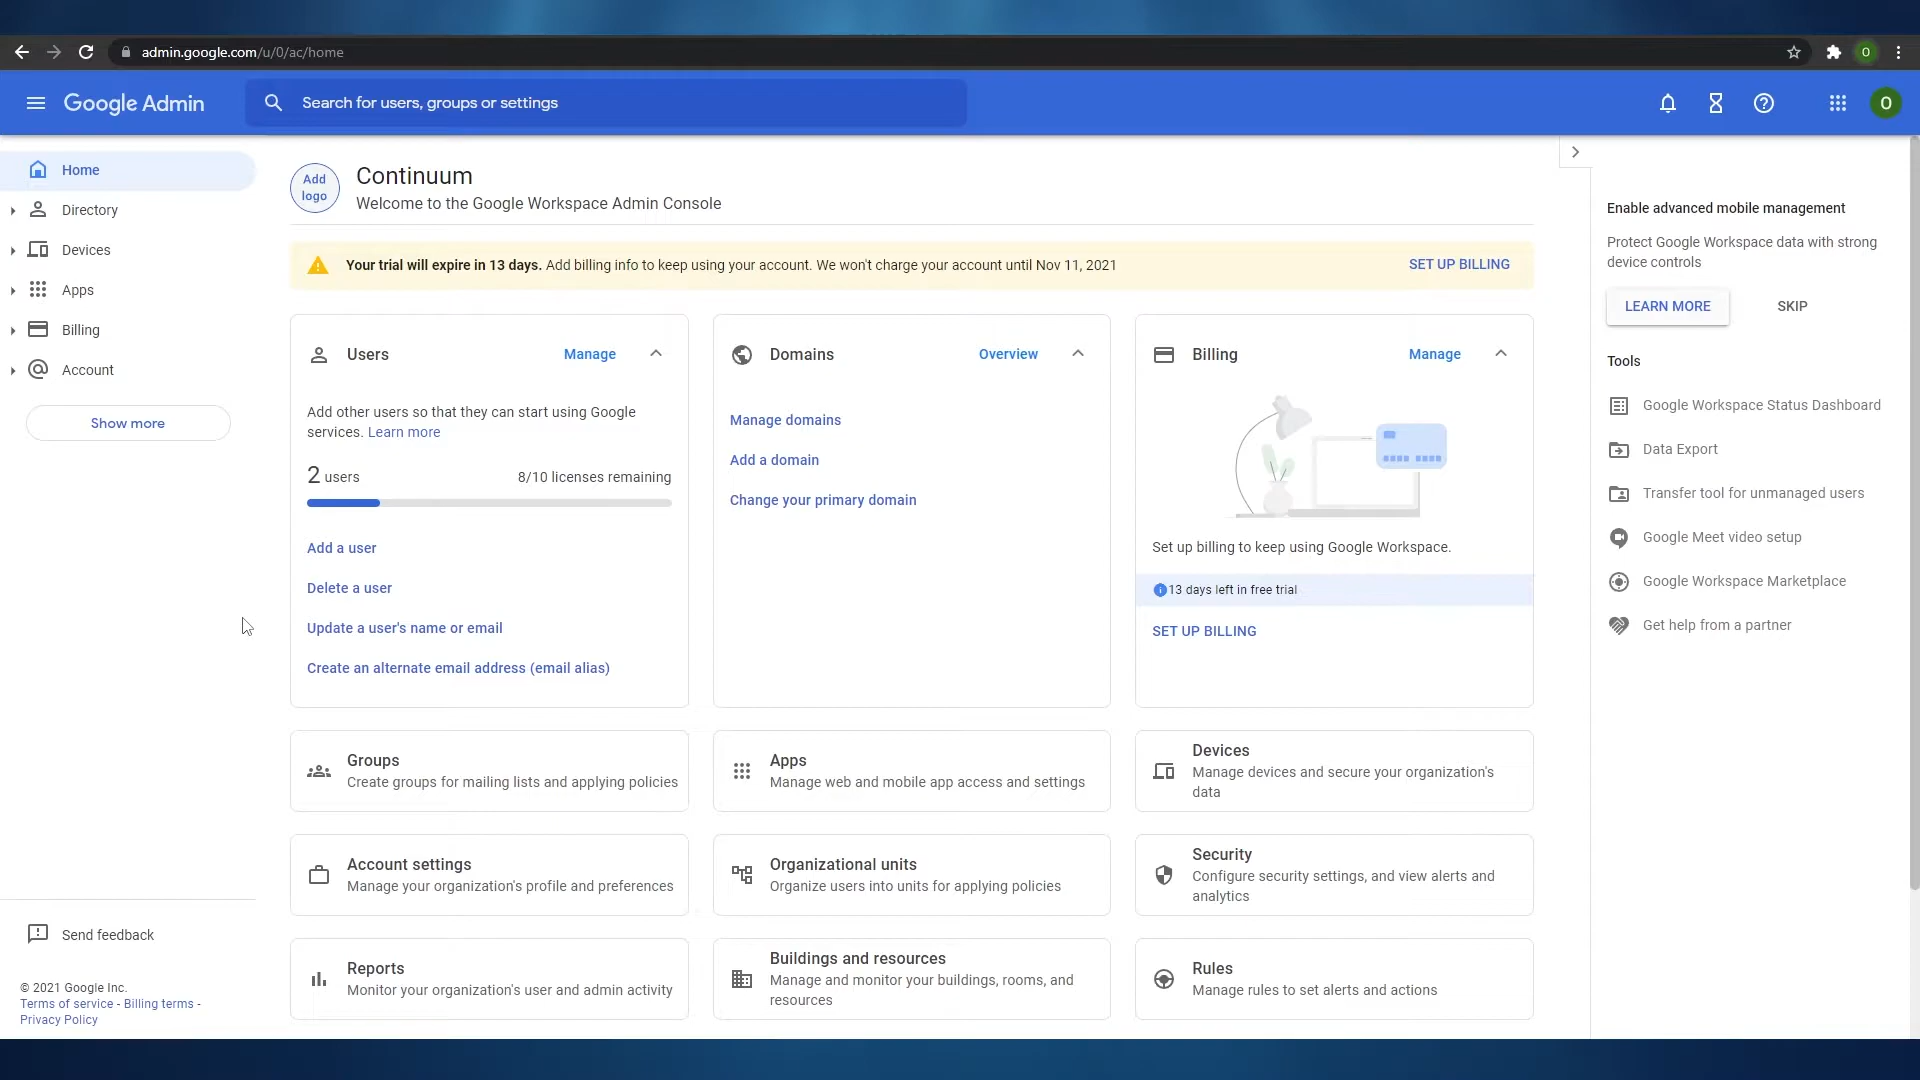 admin.google.com/u/0/ac/home
O
Google Admin
Search for users, groups or settings
O
Home
Directory
Devices
Apps
Billing
Account
Show more
Send feedback
© 2021 Google Inc.
Terms of service - Billing terms -
Privacy Policy
Add
logo
Continuum
Welcome to the Google Workspace Admin Console
Your trial will expire in 13 days. Add billing info to keep using your account. We won't charge your account until Nov 11, 2021
SET UP BILLING
Users
Manage
Add other users so that they can start using Google
services. Learn more
2 users
8/10 licenses remaining
Add a user
Delete a user
Update a user's name or email
Create an alternate email address (email alias)
Domains
Overview
Manage domains
Add a domain
Change your primary domain
Billing
Manage
Set up billing to keep using Google Workspace.
13 days left in free trial
SET UP BILLING
Groups
Create groups for mailing lists and applying policies
Apps
Manage web and mobile app access and settings
Devices
Manage devices and secure your organization's
data
Account settings
Manage your organization's profile and preferences
Organizational units
Organize users into units for applying policies
Security
Configure security settings, and view alerts and
analytics
Reports
Monitor your organization's user and admin activity
Buildings and resources
Manage and monitor your buildings, rooms, and
resources
Rules
Manage rules to set alerts and actions
Enable advanced mobile management
Protect Google Workspace data with strong
device controls
LEARN MORE
SKIP
Tools
Google Workspace Status Dashboard
Data Export
Transfer tool for unmanaged users
Google Meet video setup
Google Workspace Marketplace
Get help from a partner